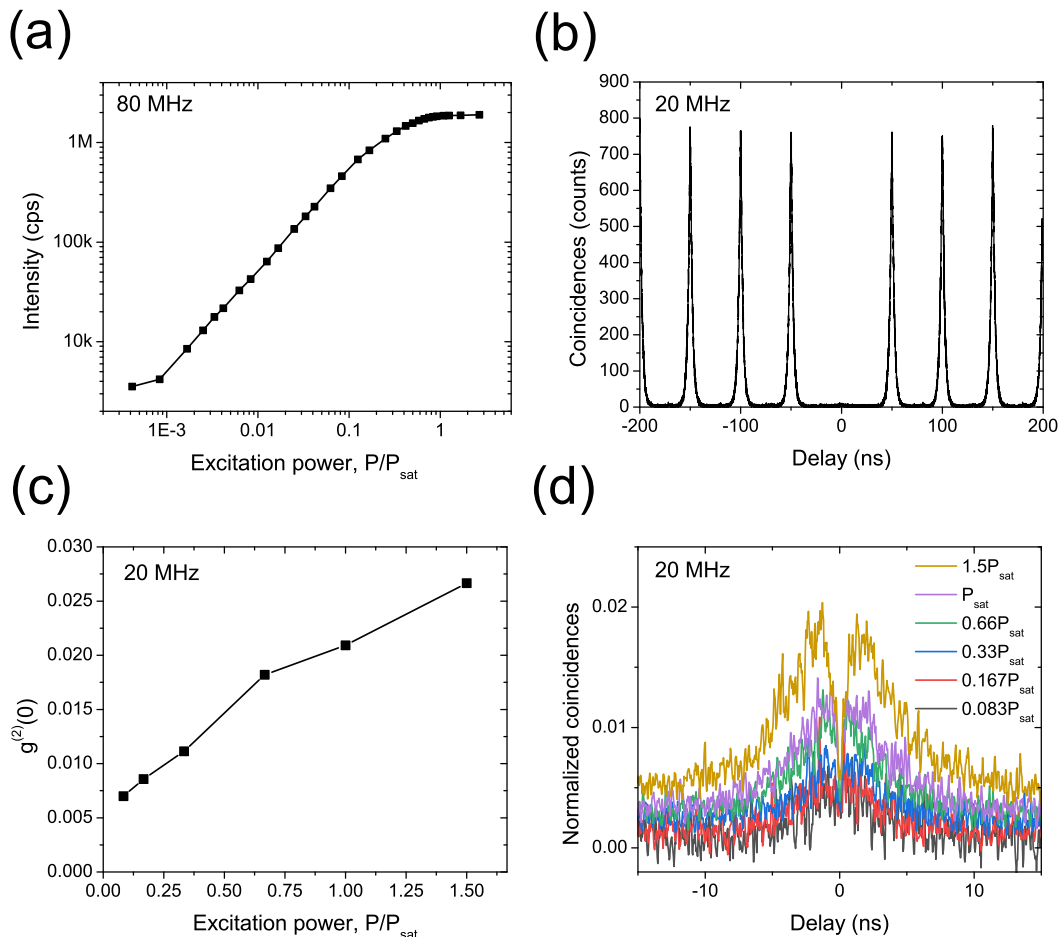 (a)
80 MHz
1M
100k
10k
Intensity (cps)
1E-3 0.01 0.1 1
Excitation power, P/Psat
(b)
20 MHz
900
800
700
600
500
400
300
200
100
0
Coincidences (counts)
-200 -100 0 100 200
Delay (ns)
(c)
20 MHz
0.030
0.025
0.020
0.015
0.010
0.005
0.000
g(2)(0)
0.00 0.25 0.50 0.75 1.00 1.25 1.50
Excitation power, P/Psat
(d)
20 MHz
1.5Psat
Psat
0.66Psat
0.33Psat
0.167Psat
0.083Psat
0.02
0.01
0.00
Normalized coincidences
-10 0 10
Delay (ns)